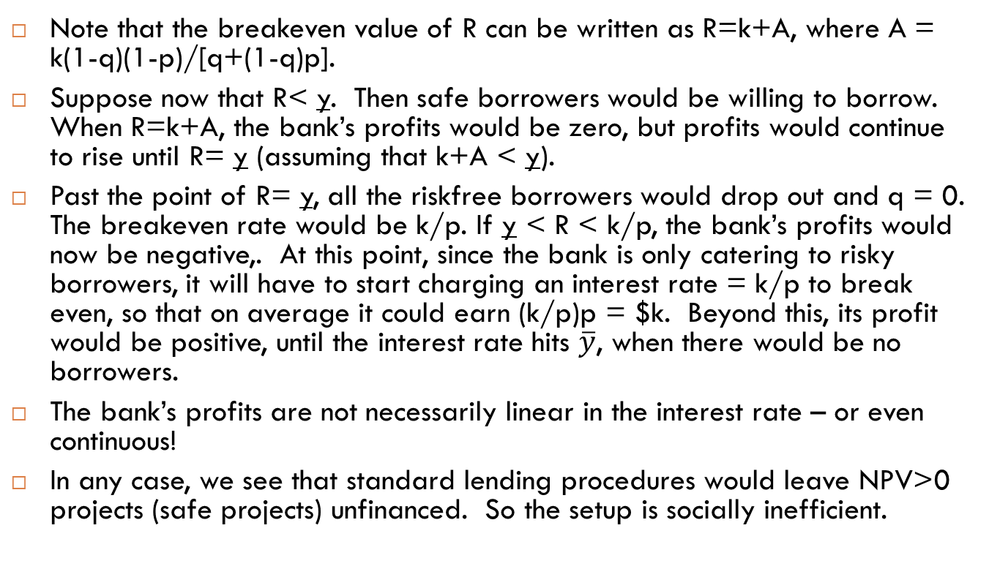 Note that the breakeven value of R can be written as R=k+A, where A =
k(1-q)(1-p)/[q+(1-q)p].
Suppose now that R< y̲.  Then safe borrowers would be willing to borrow.
When R=k+A, the bank's profits would be zero, but profits would continue
to rise until R= y̲ (assuming that k+A < y̲).
Past the point of R= y̲, all the riskfree borrowers would drop out and q = 0.
The breakeven rate would be k/p. If y̲ < R < k/p, the bank's profits would
now be negative,.  At this point, since the bank is only catering to risky
borrowers, it will have to start charging an interest rate = k/p to break
even, so that on average it could earn (k/p)p = $k.  Beyond this, its profit
would be positive, until the interest rate hits ȳ, when there would be no
borrowers.
The bank's profits are not necessarily linear in the interest rate – or even
continuous!
In any case, we see that standard lending procedures would leave NPV>0
projects (safe projects) unfinanced.  So the setup is socially inefficient.